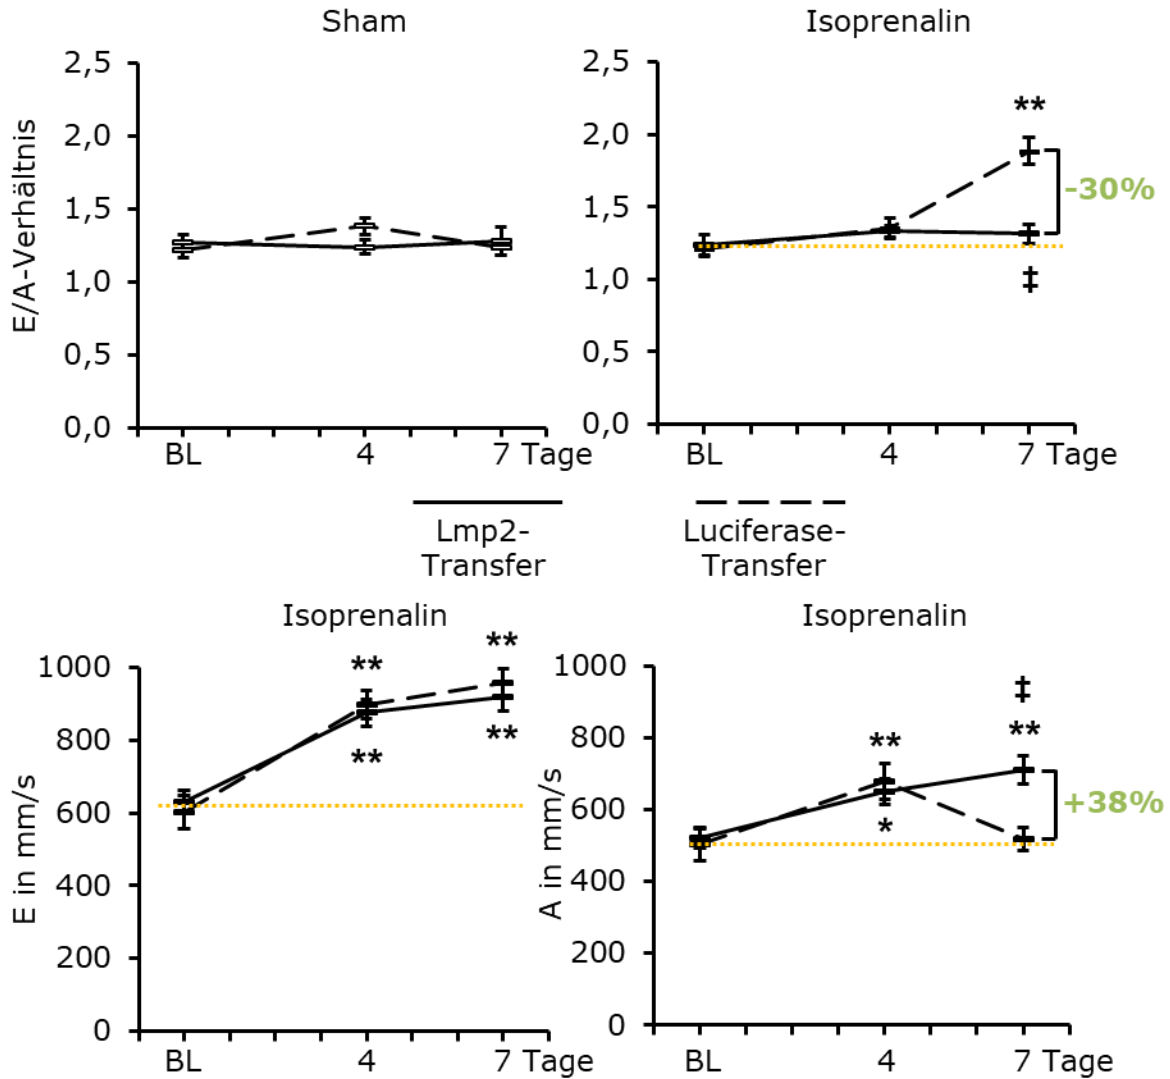 Sham
E/A-Verhältnis
2,5
2,0
1,5
1,0
0,5
0,0
BL 4 7 Tage
Isoprenalin
2,5
2,0
1,5
1,0
0,5
0,0
**
-30%
‡
BL 4 7 Tage
Lmp2-
Transfer
Luciferase-
Transfer
Isoprenalin
E in mm/s
1000
800
600
400
200
0
** **
** **
BL 4 7 Tage
Isoprenalin
A in mm/s
1000
800
600
400
200
0
‡
** **
*
+38%
BL 4 7 Tage